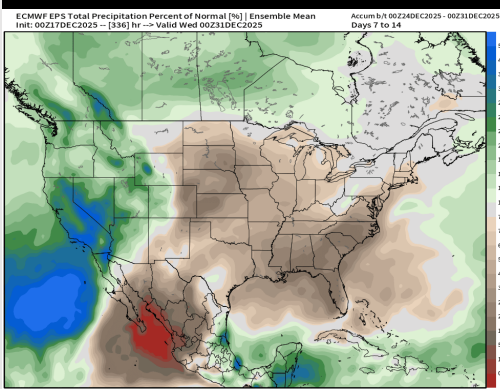 ECMWF EPS Total Precipitation Percent of Normal [%] | Ensemble Mean
Init: 00Z17DEC2025 -- [336] hr --> Valid Wed 00Z31DEC2025
Accum b/t 00Z24DEC2025 - 00Z31DEC2025
Days 7 to 14